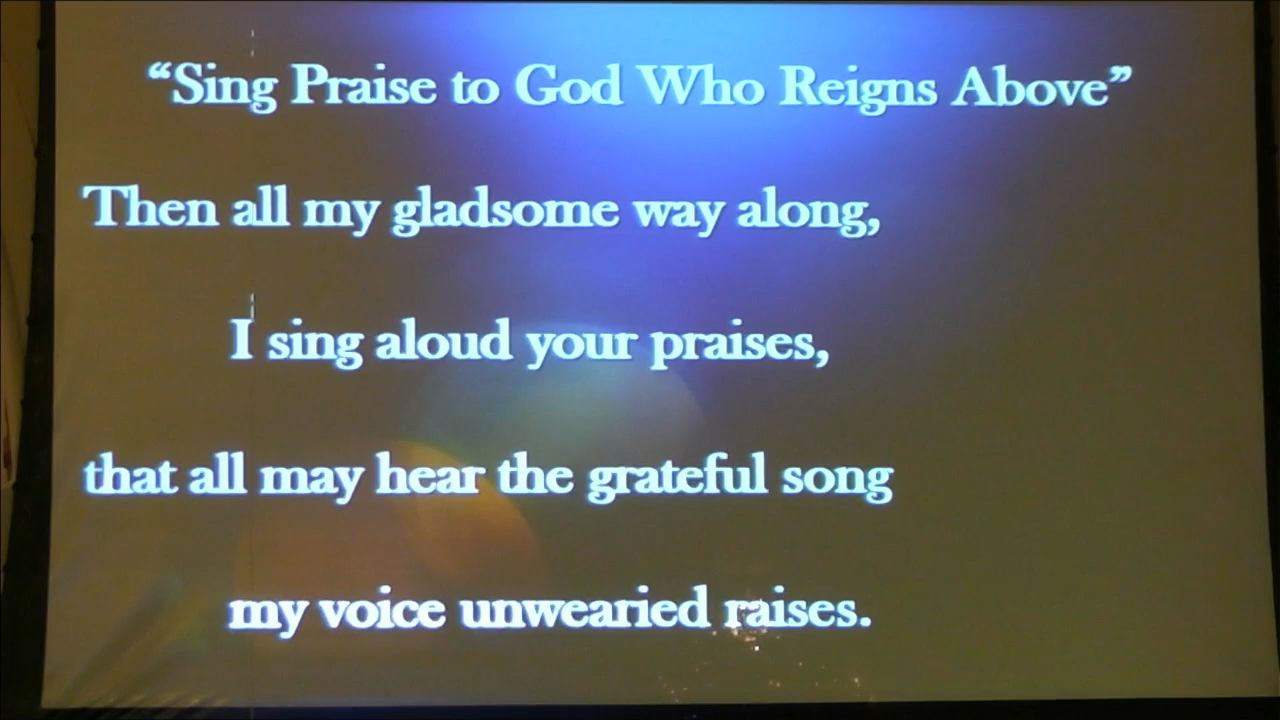 “Sing Praise to God Who Reigns Above”
Then all my gladsome way along,
I sing aloud your praises,
that all may hear the grateful song
my voice unwearied raises.